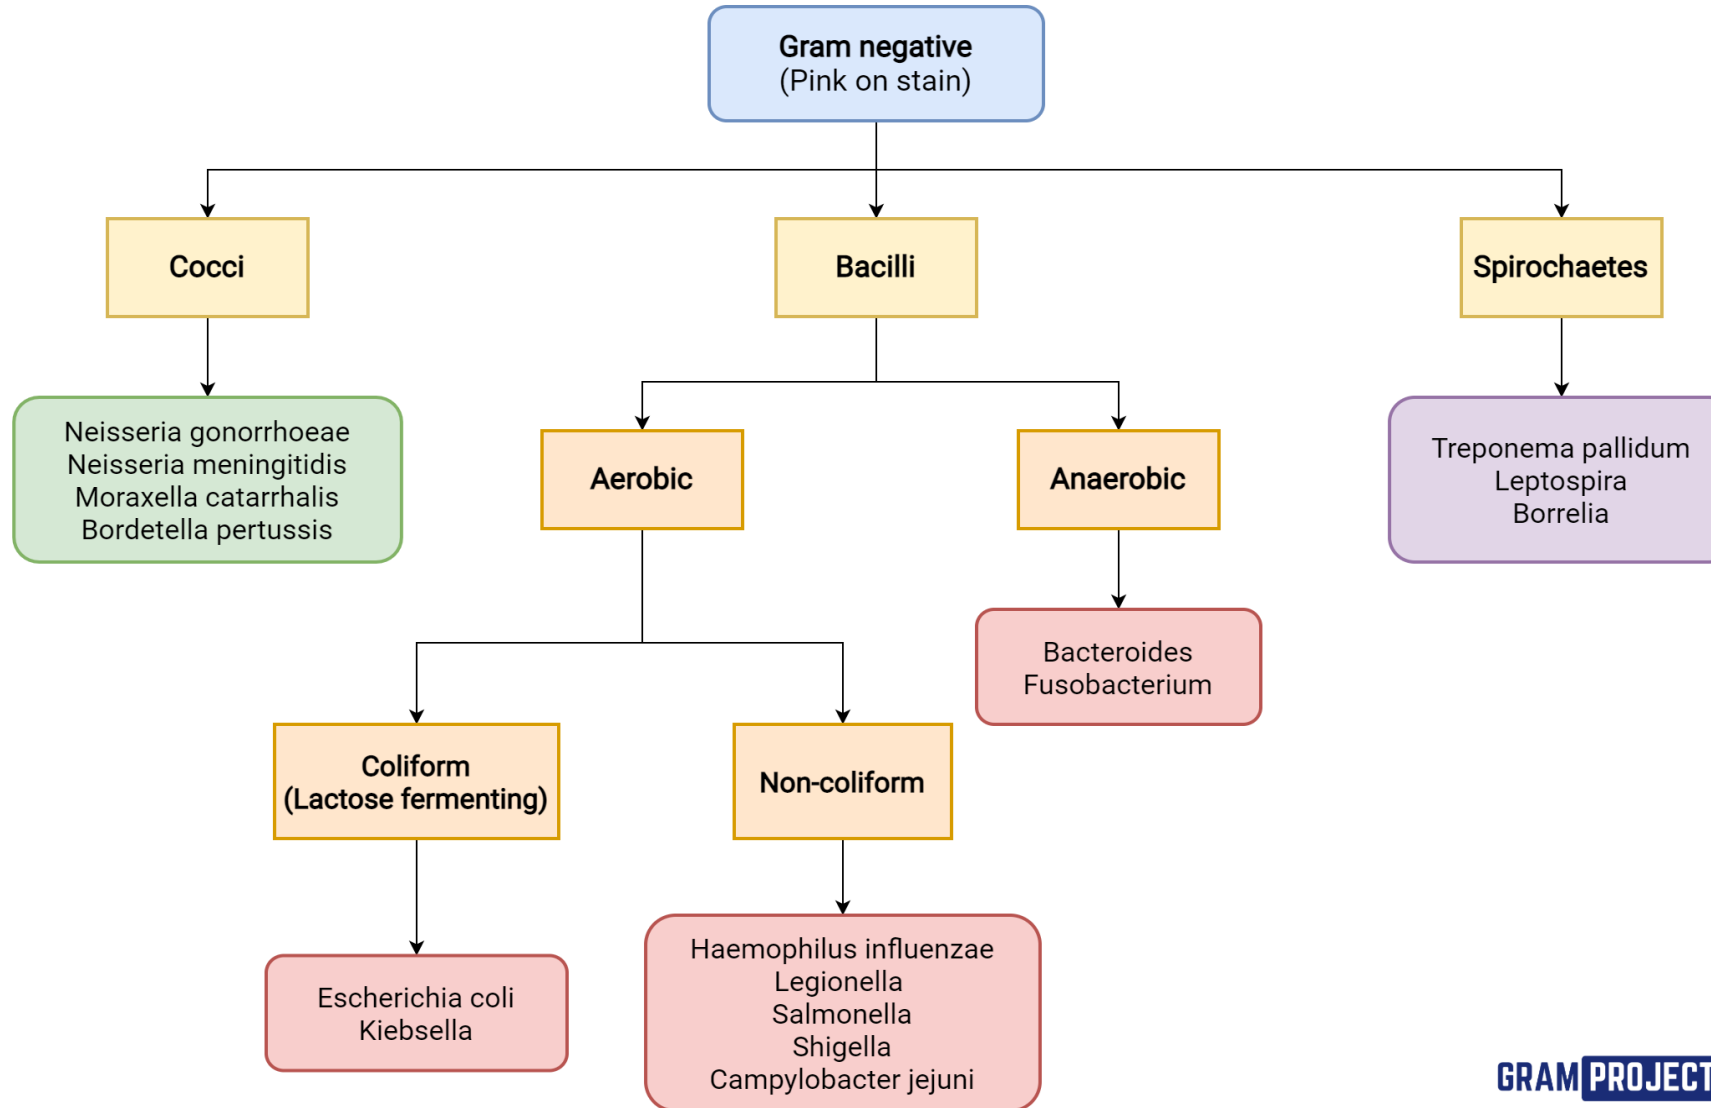 Gram negative
(Pink on stain)
Cocci
Bacilli
Spirochaetes
Neisseria gonorrhoeae
Neisseria meningitidis
Moraxella catarrhalis
Bordetella pertussis
Aerobic
Anaerobic
Treponema pallidum
Leptospira
Borrelia
Bacteroides
Fusobacterium
Coliform
(Lactose fermenting)
Non-coliform
Escherichia coli
Kiebsella
Haemophilus influenzae
Legionella
Salmonella
Shigella
Campylobacter jejuni
GRAM PROJECT